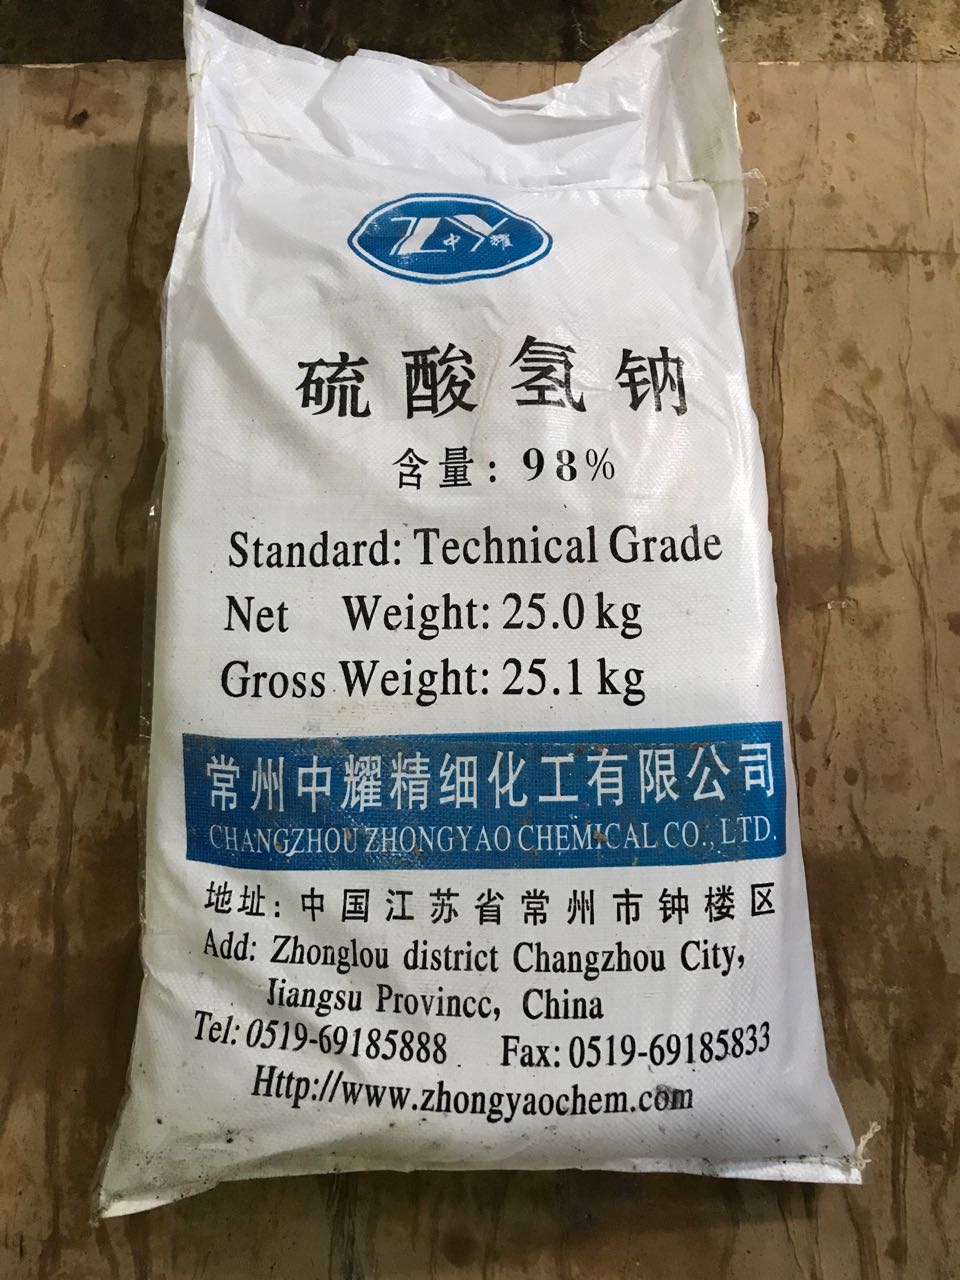 ZY中耀
硫酸氢钠
含量：98%
Standard: Technical Grade
Net Weight: 25.0 kg
Gross Weight: 25.1 kg
常州中耀精细化工有限公司
CHANGZHOU ZHONGYAO CHEMICAL CO., LTD.
地址：中国江苏省常州市钟楼区
Add: Zhonglou district Changzhou City,
Jiangsu Provincc, China
Tel: 0519-69185888 Fax: 0519-69185833
Http://www.zhongyaochem.com